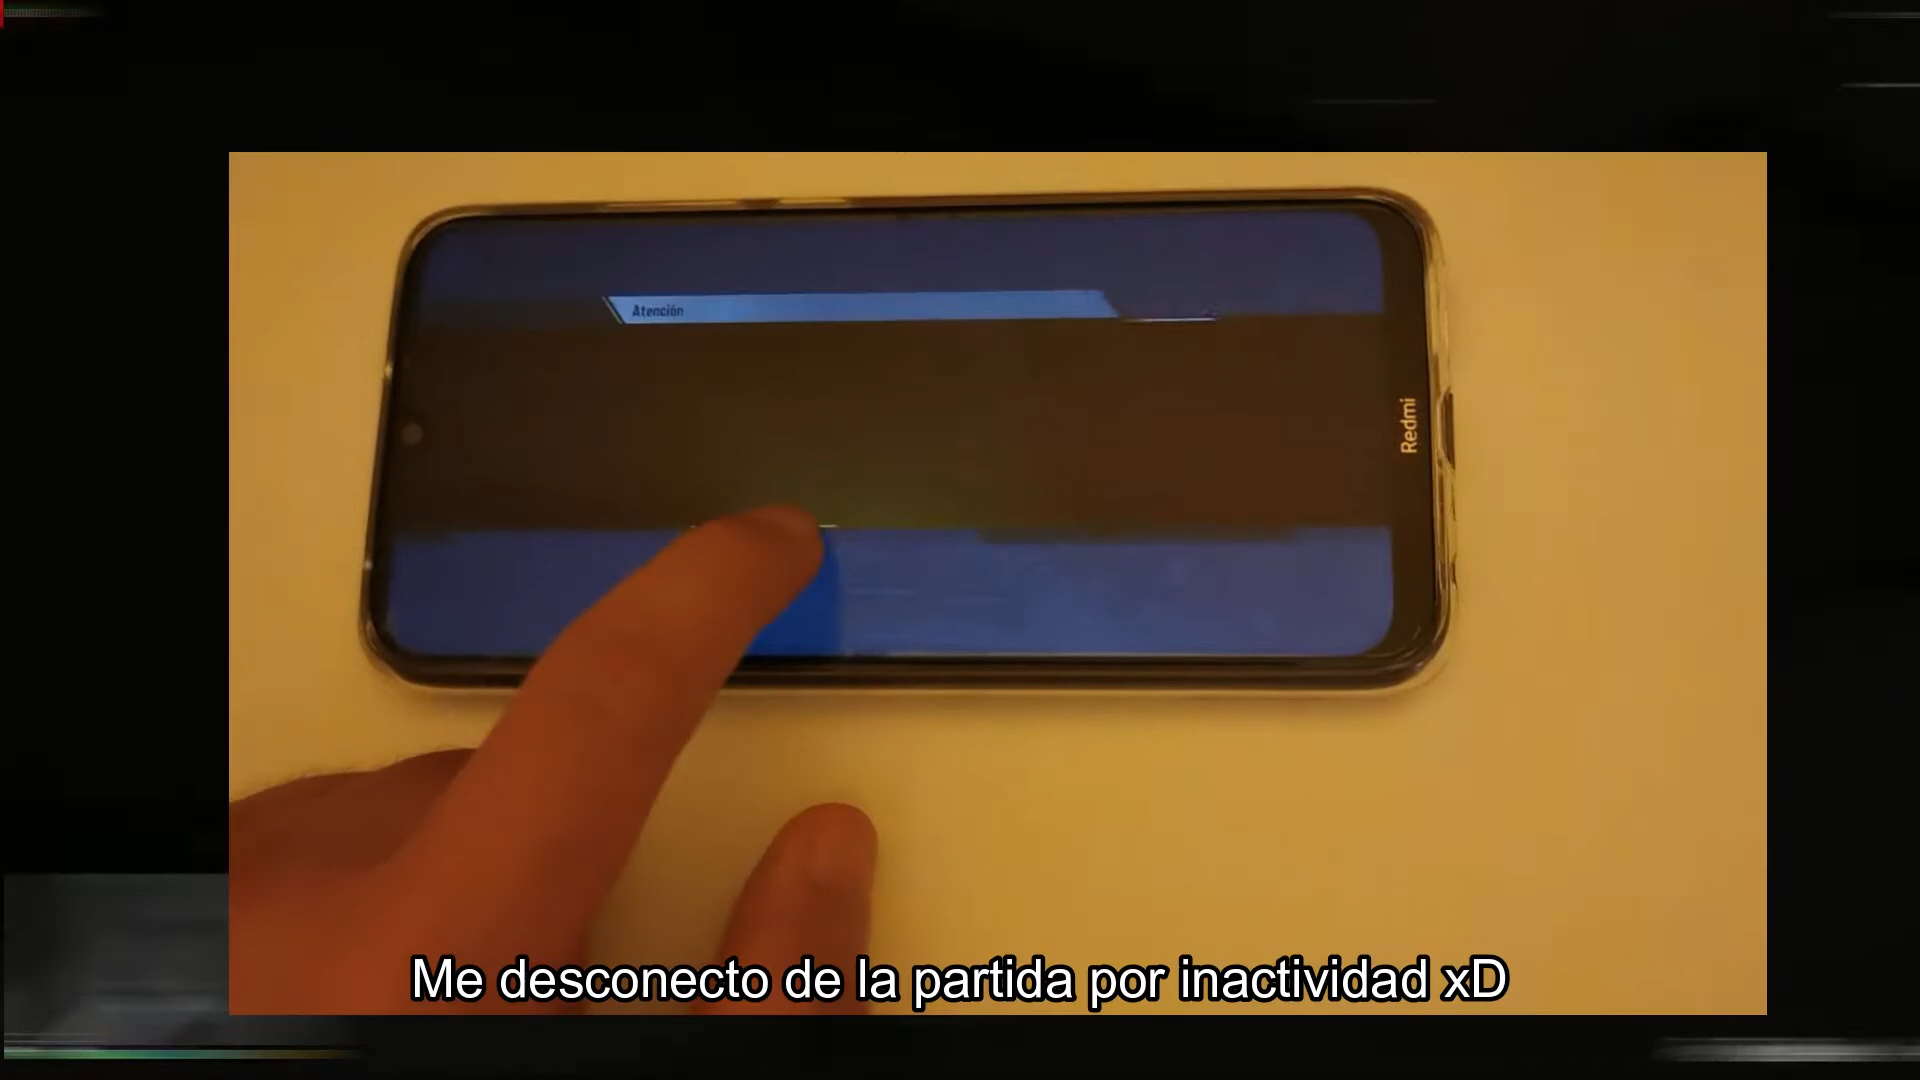 Atención
Redmi
Me desconecto de la partida por inactividad xD